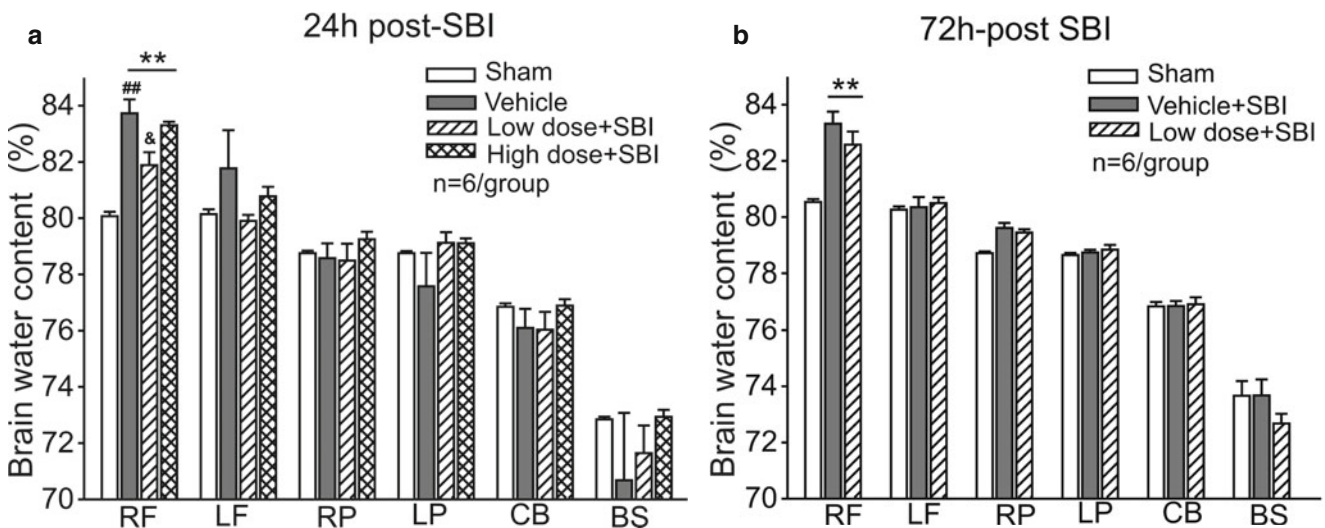 a
24h post-SBI
Brain water content (%)
84
82
80
78
76
74
72
70
**
##
&
Sham
Vehicle
Low dose+SBI
High dose+SBI
n=6/group
RF LF RP LP CB BS
b
72h-post SBI
Brain water content (%)
84
82
80
78
76
74
72
70
**
Sham
Vehicle+SBI
Low dose+SBI
n=6/group
RF LF RP LP CB BS